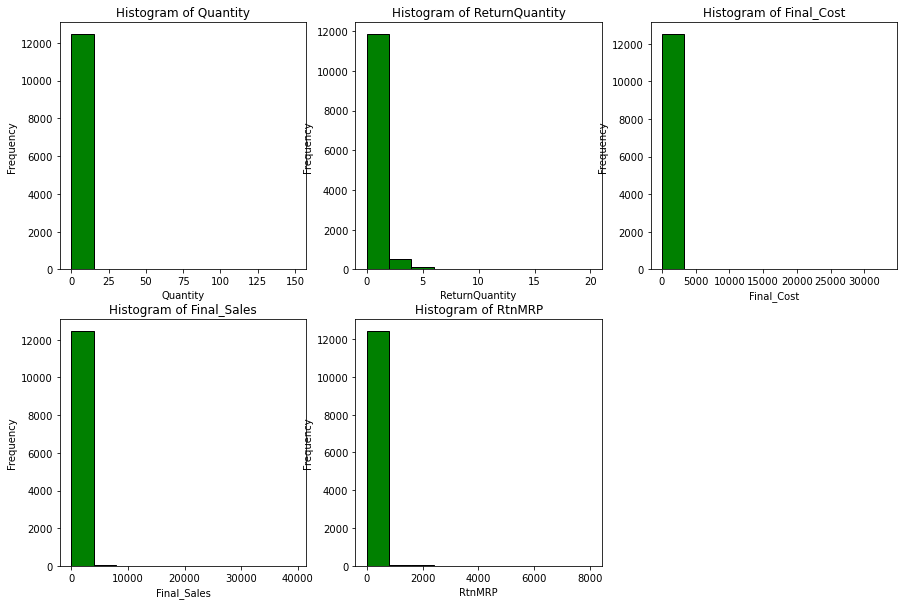 Histogram of Quantity
Frequency
12000
10000
8000
6000
4000
2000
0
0 25 50 75 100 125 150
Quantity
Histogram of ReturnQuantity
Frequency
12000
10000
8000
6000
4000
2000
0
0 5 10 15 20
ReturnQuantity
Histogram of Final_Cost
Frequency
12000
10000
8000
6000
4000
2000
0
0 5000 10000 15000 20000 25000 30000
Final_Cost
Histogram of Final_Sales
Frequency
12000
10000
8000
6000
4000
2000
0
0 10000 20000 30000 40000
Final_Sales
Histogram of RtnMRP
Frequency
12000
10000
8000
6000
4000
2000
0
0 2000 4000 6000 8000
RtnMRP